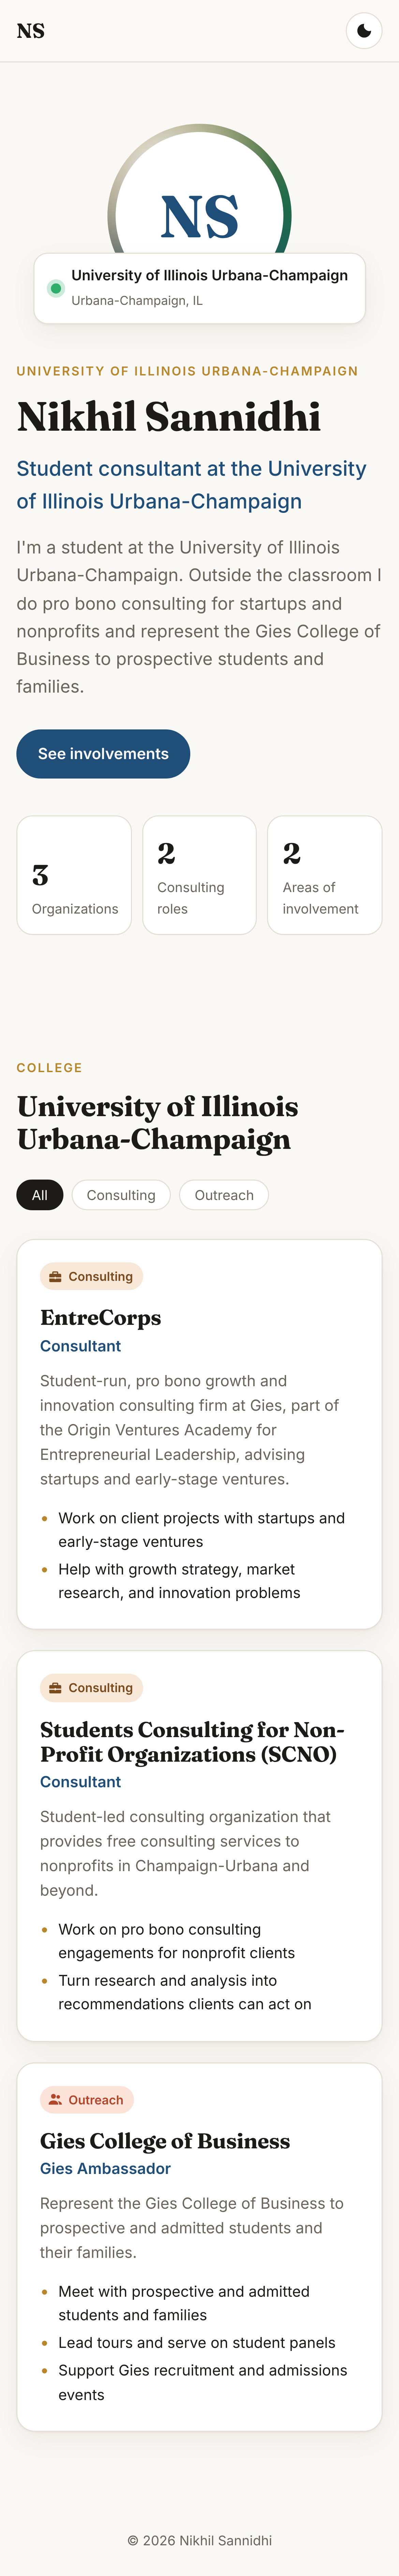 NS
NS
University of Illinois Urbana-Champaign
Urbana-Champaign, IL
UNIVERSITY OF ILLINOIS URBANA-CHAMPAIGN
Nikhil Sannidhi
Student consultant at the University
of Illinois Urbana-Champaign
I'm a student at the University of Illinois
Urbana-Champaign. Outside the classroom I
do pro bono consulting for startups and
nonprofits and represent the Gies College of
Business to prospective students and
families.
See involvements
3
Organizations
2
Consulting
roles
2
Areas of
involvement
COLLEGE
University of Illinois
Urbana-Champaign
All
Consulting
Outreach
Consulting
EntreCorps
Consultant
Student-run, pro bono growth and
innovation consulting firm at Gies, part of
the Origin Ventures Academy for
Entrepreneurial Leadership, advising
startups and early-stage ventures.
• Work on client projects with startups and
early-stage ventures
• Help with growth strategy, market
research, and innovation problems
Consulting
Students Consulting for Non-
Profit Organizations (SCNO)
Consultant
Student-led consulting organization that
provides free consulting services to
nonprofits in Champaign-Urbana and
beyond.
• Work on pro bono consulting
engagements for nonprofit clients
• Turn research and analysis into
recommendations clients can act on
Outreach
Gies College of Business
Gies Ambassador
Represent the Gies College of Business to
prospective and admitted students and
their families.
• Meet with prospective and admitted
students and families
• Lead tours and serve on student panels
• Support Gies recruitment and admissions
events
© 2026 Nikhil Sannidhi